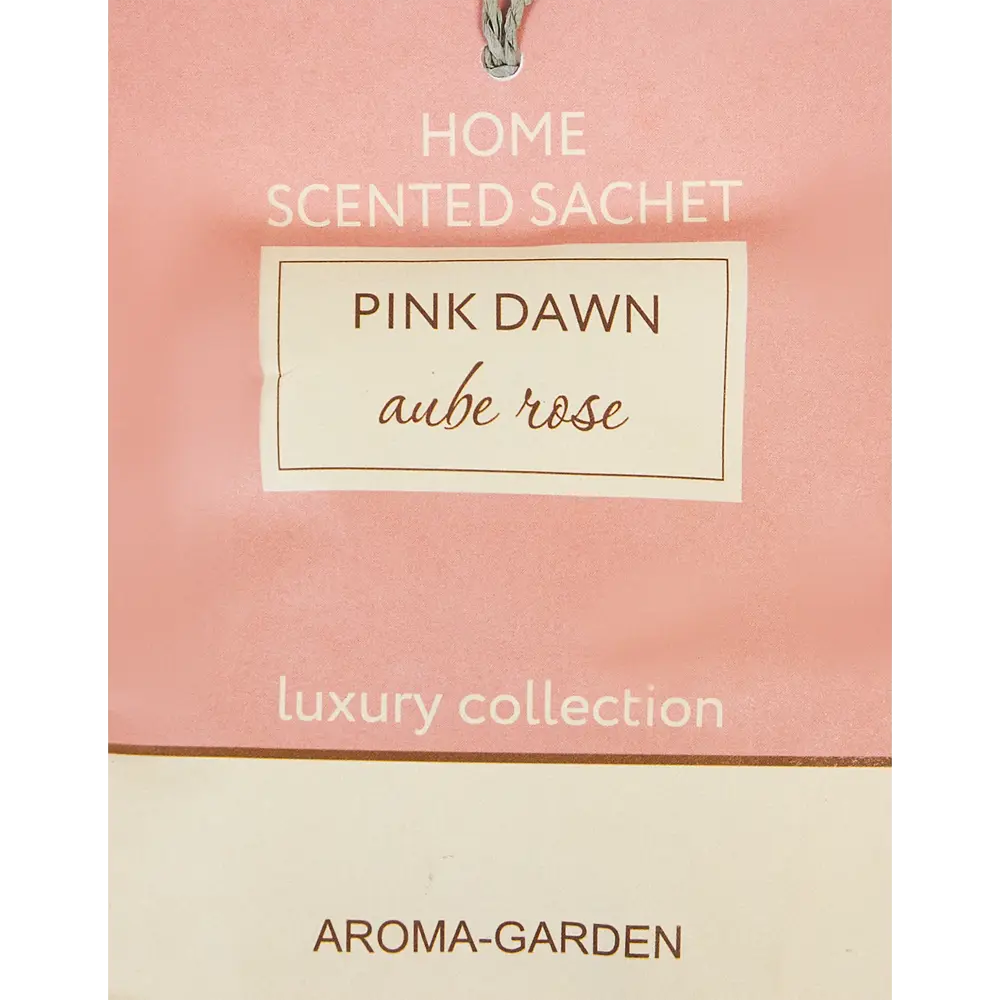 HOME
SCENTED SACHET
PINK DAWN
aube rose
luxury collection
AROMA-GARDEN